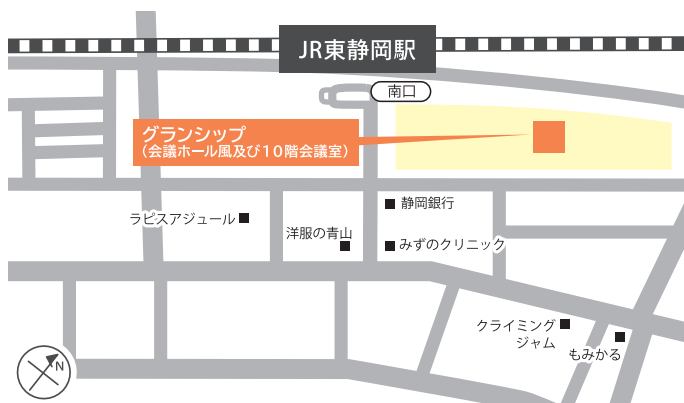 JR東静岡駅
南口
グランシップ
(会議ホール風及び10階会議室)
静岡銀行
ラピスアジュール
洋服の青山
みずのクリニック
クライミング
ジャム
もみかる
N